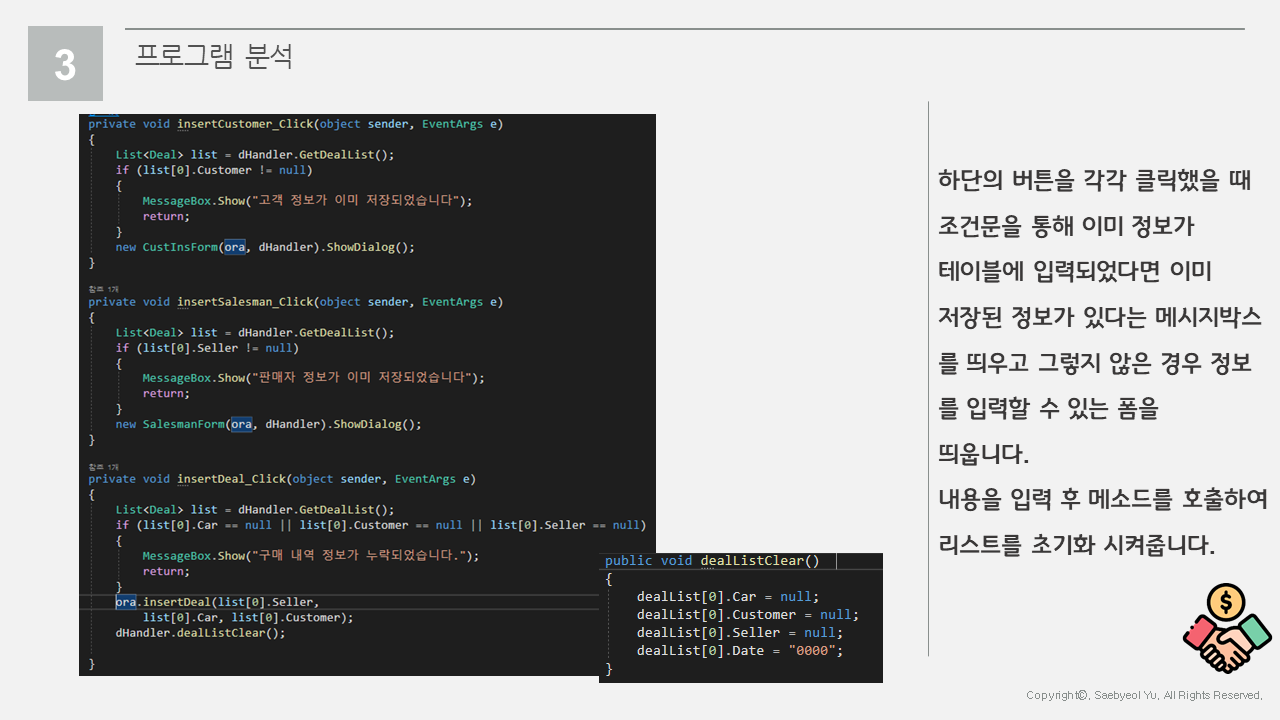 3
프로그램 분석
private void insertCustomer_Click(object sender, EventArgs e)
{
List<Deal> list = dHandler.GetDealList();
if (list[0].Customer != null)
{
MessageBox.Show("고객 정보가 이미 저장되었습니다");
return;
}
new CustInsForm(ora, dHandler).ShowDialog();
}
참조 1개
private void insertSalesman_Click(object sender, EventArgs e)
{
List<Deal> list = dHandler.GetDealList();
if (list[0].Seller != null)
{
MessageBox.Show("판매자 정보가 이미 저장되었습니다");
return;
}
new SalesmanForm(ora, dHandler).ShowDialog();
}
참조 1개
private void insertDeal_Click(object sender, EventArgs e)
{
List<Deal> list = dHandler.GetDealList();
if (list[0].Car == null || list[0].Customer == null || list[0].Seller == null)
{
MessageBox.Show("구매 내역 정보가 누락되었습니다.");
return;
}
ora.insertDeal(list[0].Seller,
list[0].Car, list[0].Customer);
dHandler.dealListClear();
}
public void dealListClear()
{
dealList[0].Car = null;
dealList[0].Customer = null;
dealList[0].Seller = null;
dealList[0].Date = "0000";
}
하단의 버튼을 각각 클릭했을 때
조건문을 통해 이미 정보가
테이블에 입력되었다면 이미
저장된 정보가 있다는 메시지박스
를 띄우고 그렇지 않은 경우 정보
를 입력할 수 있는 폼을
띄웁니다.
내용을 입력 후 메소드를 호출하여
리스트를 초기화 시켜줍니다.
$
Copyright©. Saebyeol Yu. All Rights Reserved.